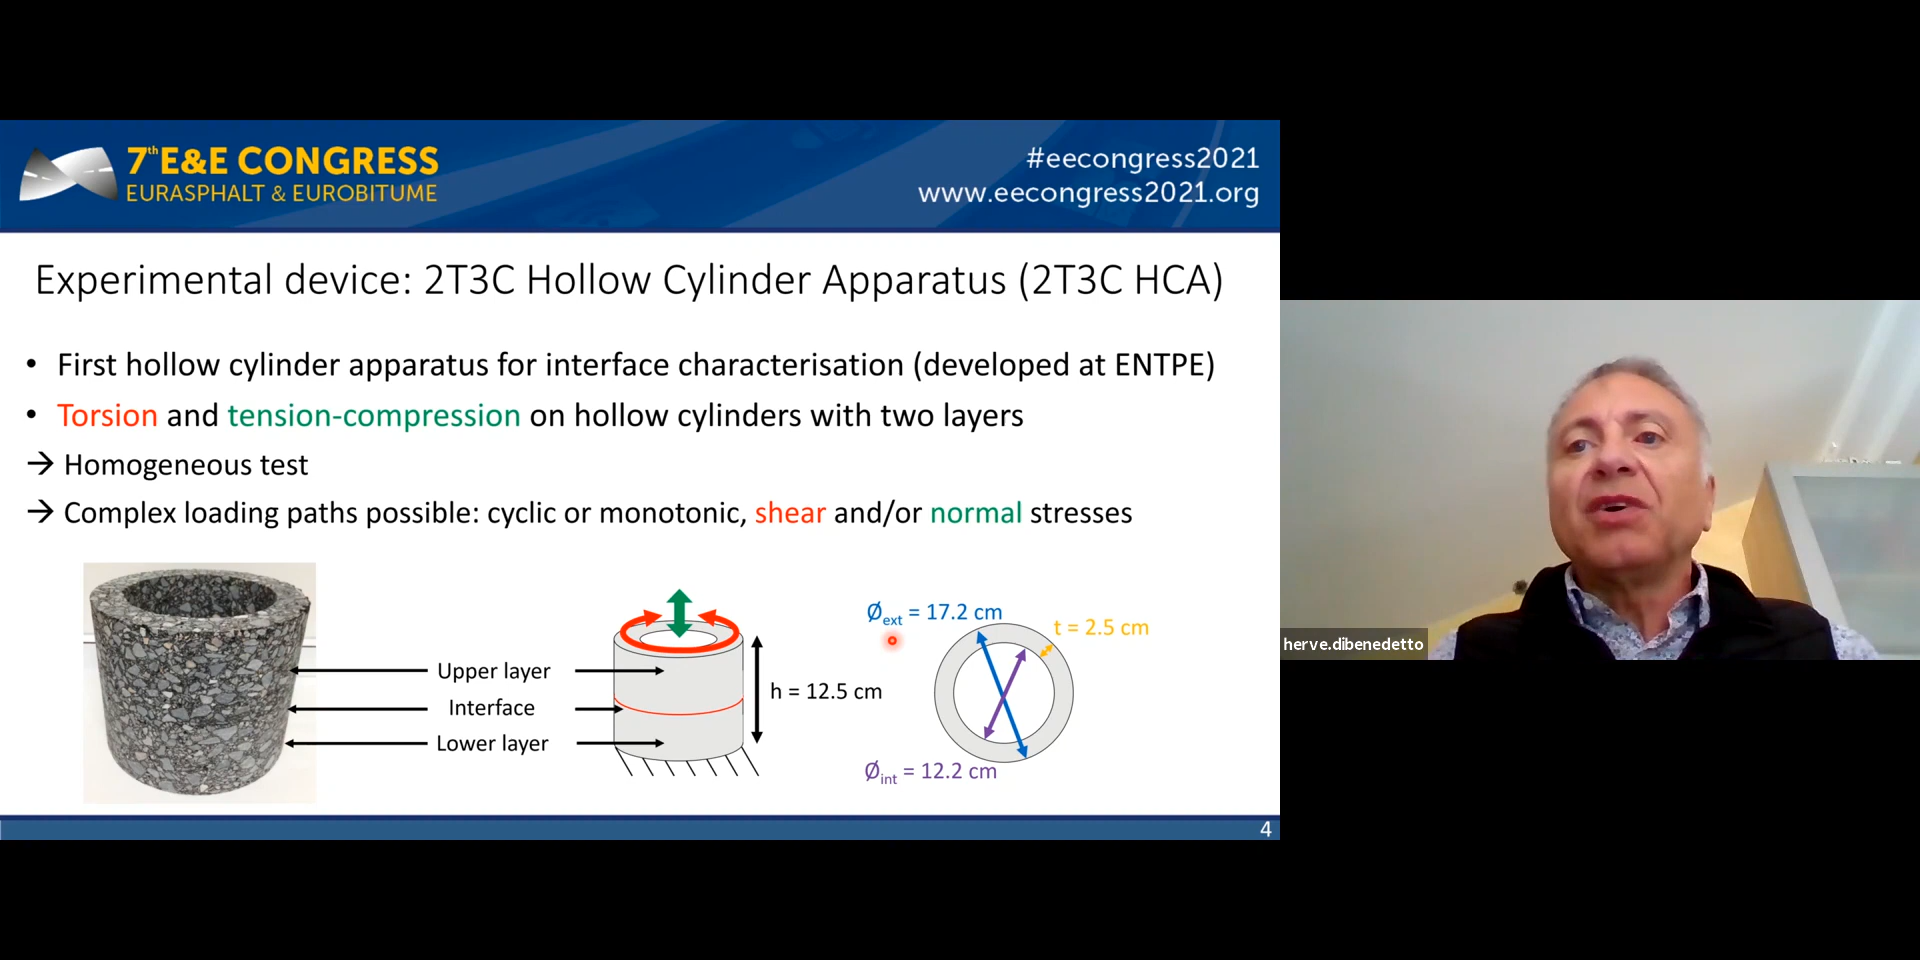 7th E&E CONGRESS
EURASPHALT & EUROBITUME
#eecongress2021
www.eecongress2021.org
Experimental device: 2T3C Hollow Cylinder Apparatus (2T3C HCA)
• First hollow cylinder apparatus for interface characterisation (developed at ENTPE)
• Torsion and tension-compression on hollow cylinders with two layers
→ Homogeneous test
→ Complex loading paths possible: cyclic or monotonic, shear and/or normal stresses
Upper layer
Interface
Lower layer
h = 12.5 cm
Øext = 17.2 cm
t = 2.5 cm
Øint = 12.2 cm
4
herve.dibenedetto